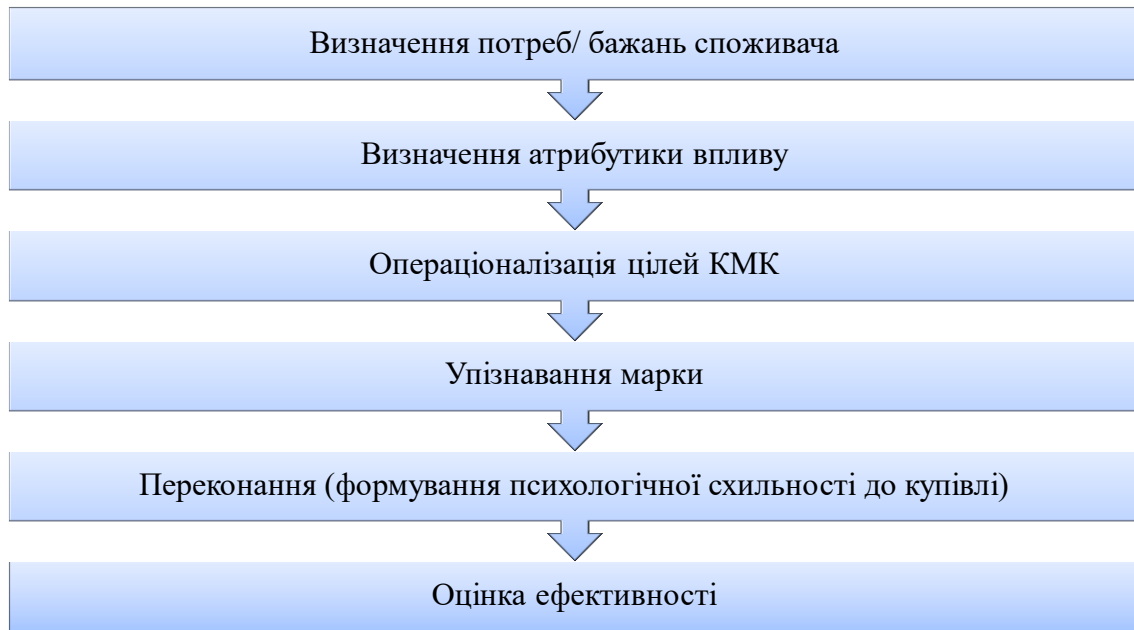 Визначення потреб/ бажань споживача
Визначення атрибутики впливу
Операціоналізація цілей КМК
Упізнавання марки
Переконання (формування психологічної схильності до купівлі)
Оцінка ефективності